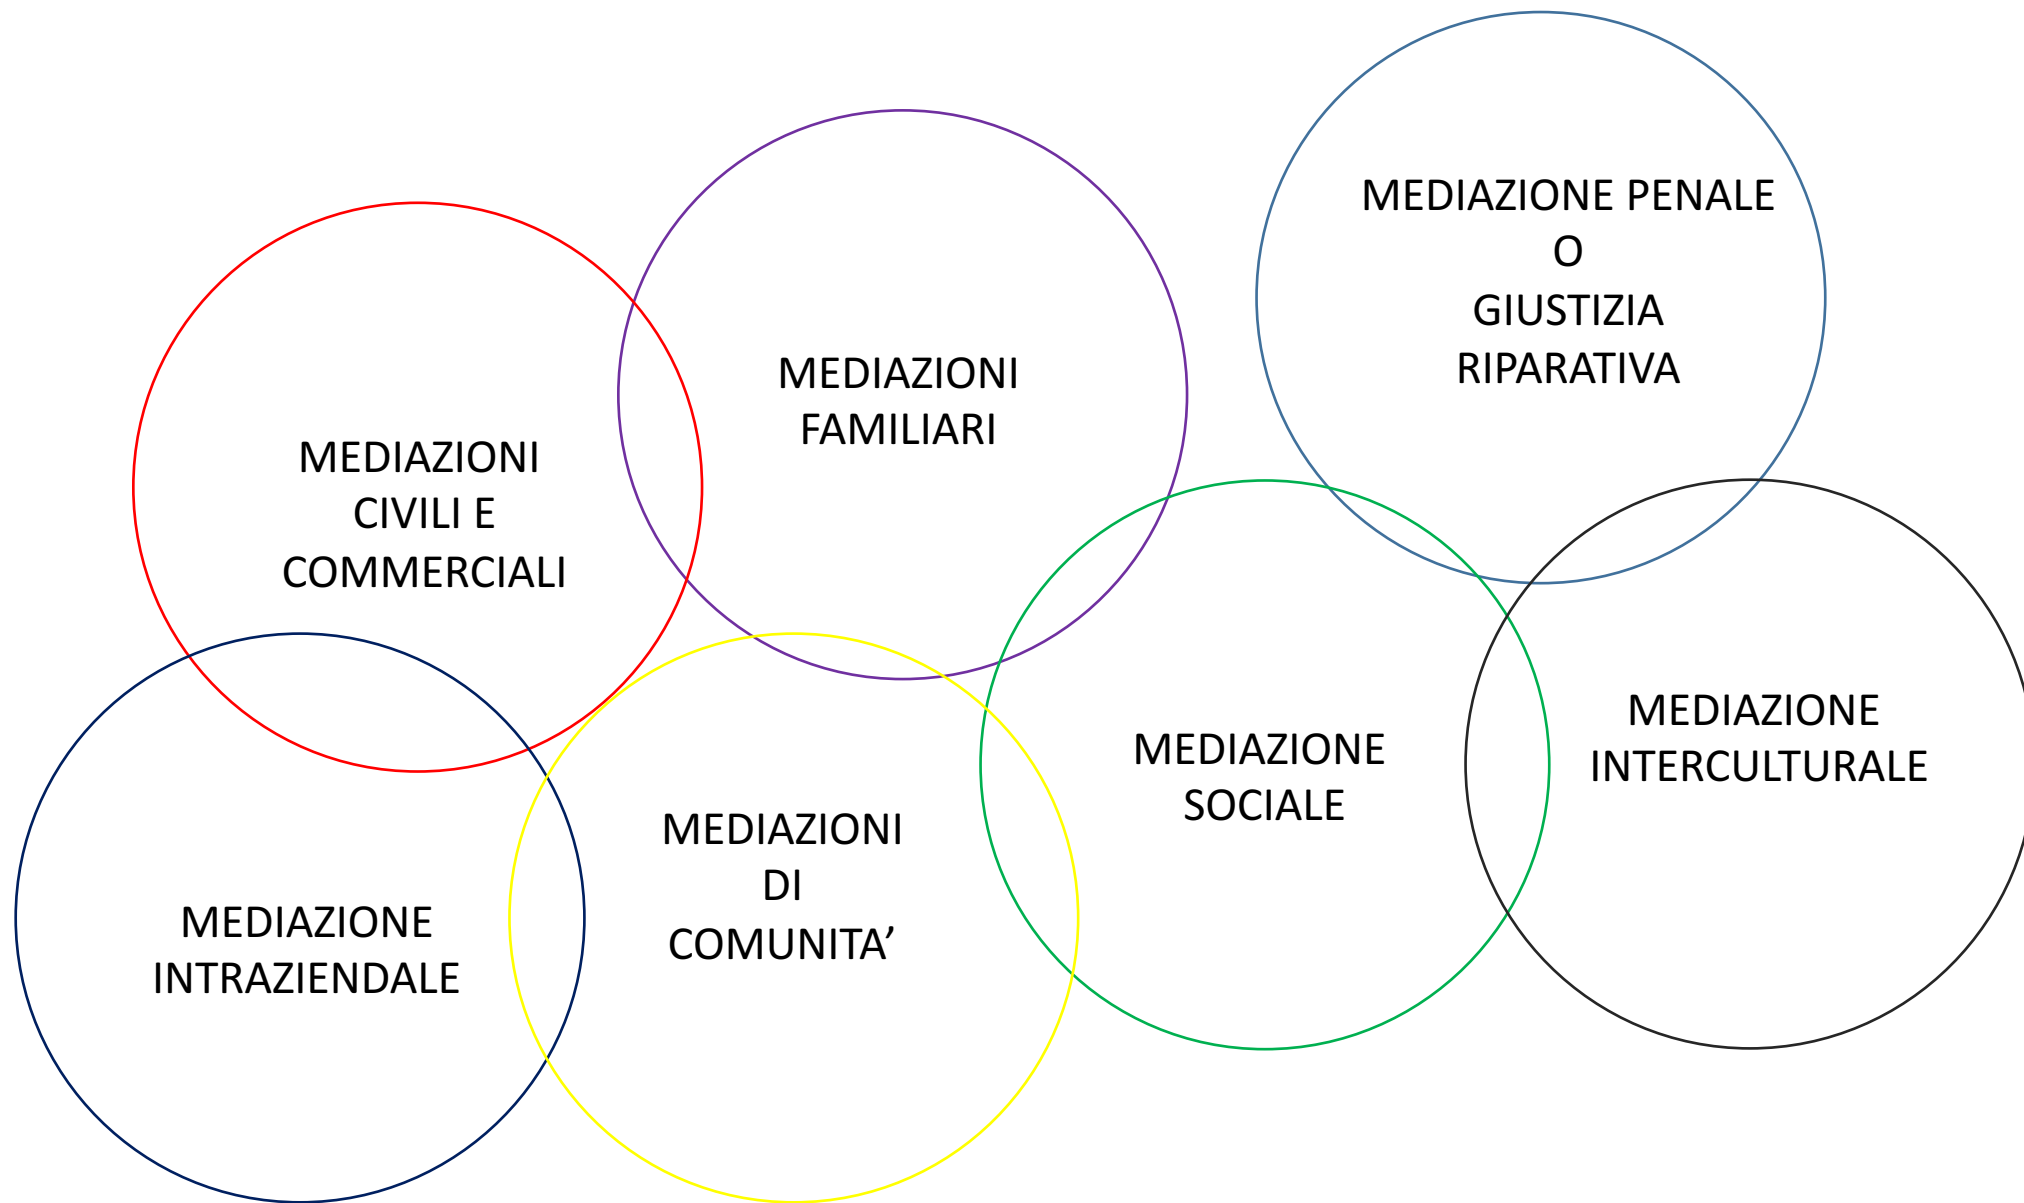 MEDIAZIONE PENALE
O
GIUSTIZIA
RIPARATIVA
MEDIAZIONI
FAMILIARI
MEDIAZIONI
CIVILI E
COMMERCIALI
MEDIAZIONE
INTERCULTURALE
MEDIAZIONE
SOCIALE
MEDIAZIONI
DI
COMUNITA’
MEDIAZIONE
INTRAZIENDALE